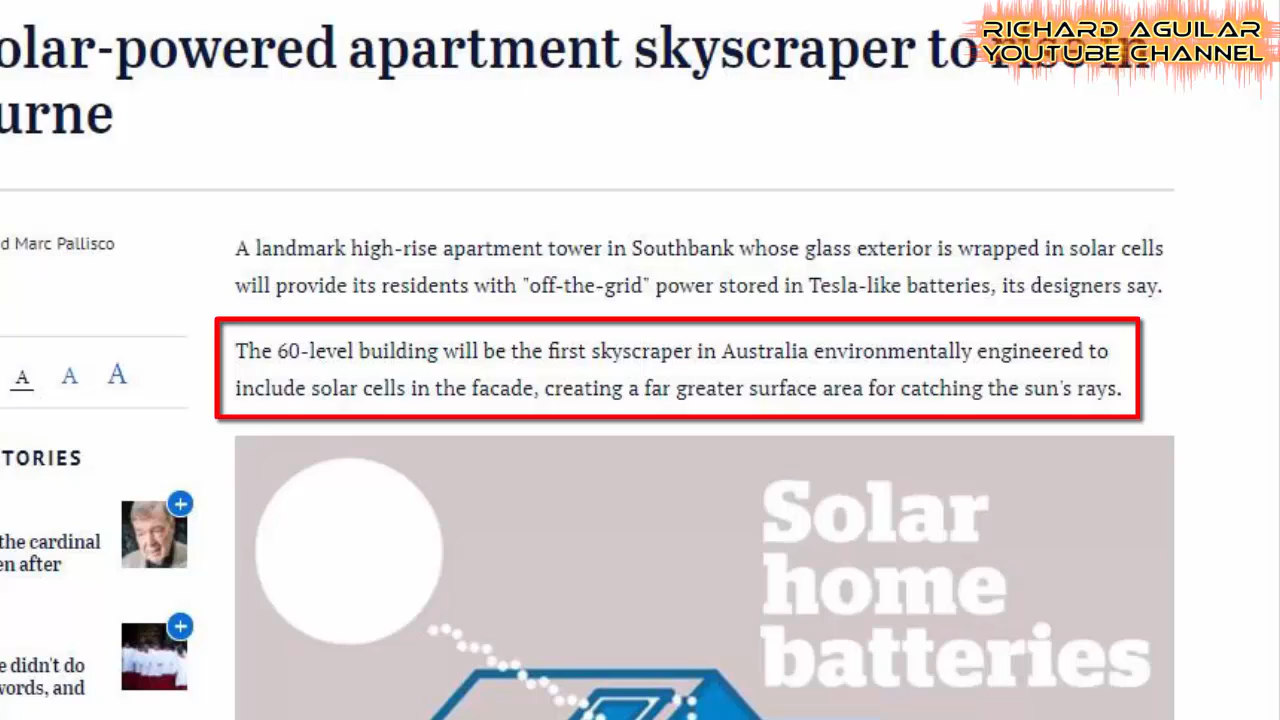 RICHARD AGUILAR
YOUTUBE CHANNEL
olar-powered apartment skyscraper to rise in
urne
d Marc Pallisco
A landmark high-rise apartment tower in Southbank whose glass exterior is wrapped in solar cells
will provide its residents with "off-the-grid" power stored in Tesla-like batteries, its designers say.
The 60-level building will be the first skyscraper in Australia environmentally engineered to
include solar cells in the facade, creating a far greater surface area for catching the sun's rays.
A A A
TORIES
the cardinal
en after
e didn't do
words, and
Solar
home
batteries